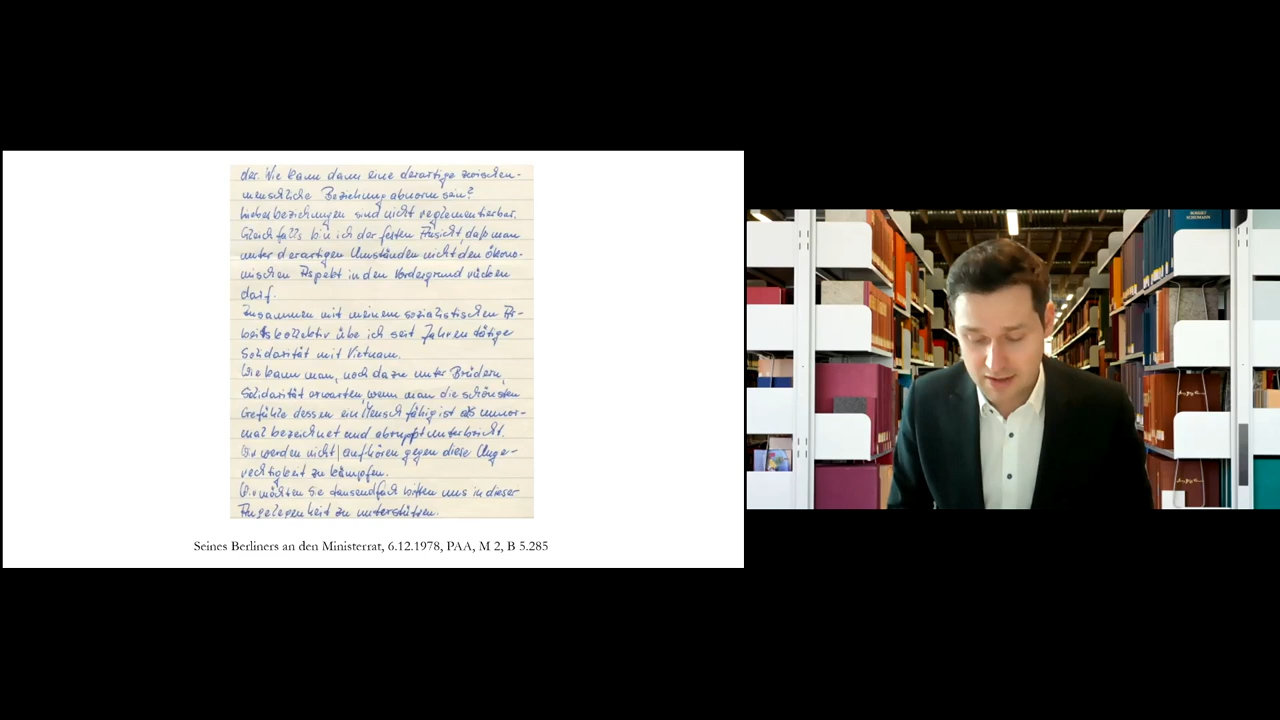 der. Wie kann dann eine derartige zwischen-
menschliche Beziehung abnorm sein?
Liebesbeziehungen sind nicht reglementierbar.
Gleichfalls bin ich der festen Ansicht daß man
unter derartigen Umständen nicht den ökono-
mischen Aspekt in den Vordergrund rücken
darf.
Zusammen mit meinem sozialistischen Ar-
beitskollektiv übe ich seit Jahren tätige
Solidarität mit Vietnam.
Wie kann man, noch dazu unter Brüdern,
Solidarität erwarten, wenn man die schönsten
Gefühle dessen ein Mensch fähig ist als unnor-
mal bezeichnet und abruppt unterbricht.
Wir werden nicht aufhören gegen diese Unge-
rechtigkeit zu kämpfen.
Wir möchten Sie tausendfach bitten uns in dieser
Angelegenheit zu unterstützen.
Seines Berliners an den Ministerrat, 6.12.1978, PAA, M 2, B 5.285
ROBERT
SCHUMANN